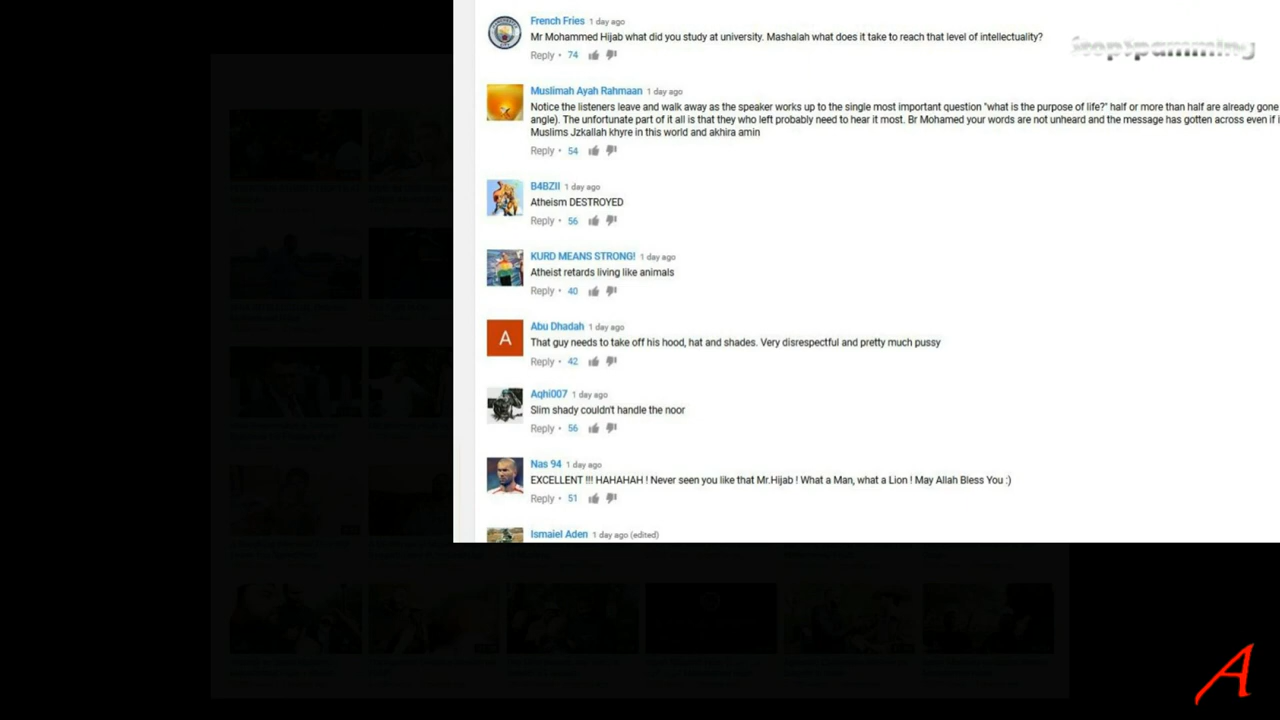 French Fries 1 day ago
Mr Mohammed Hijab what did you study at university. Mashalah what does it take to reach that level of intellectuality?
Reply • 74
StopSpamming
Muslimah Ayah Rahmaan 1 day ago
Notice the listeners leave and walk away as the speaker works up to the single most important question "what is the purpose of life?" half or more than half are already gone
angle). The unfortunate part of it all is that they who left probably need to hear it most. Br Mohamed your words are not unheard and the message has gotten across even if i
Muslims Jzkallah khyre in this world and akhira amin
Reply • 54
B4BZII 1 day ago
Atheism DESTROYED
Reply • 56
KURD MEANS STRONG! 1 day ago
Atheist retards living like animals
Reply • 40
A
Abu Dhadah 1 day ago
That guy needs to take off his hood, hat and shades. Very disrespectful and pretty much pussy
Reply • 42
Aqhi007 1 day ago
Slim shady couldn't handle the noor
Reply • 56
Nas 94 1 day ago
EXCELLENT !!! HAHAHAH ! Never seen you like that Mr.Hijab ! What a Man, what a Lion ! May Allah Bless You :)
Reply • 51
Ismaiel Aden 1 day ago (edited)
A